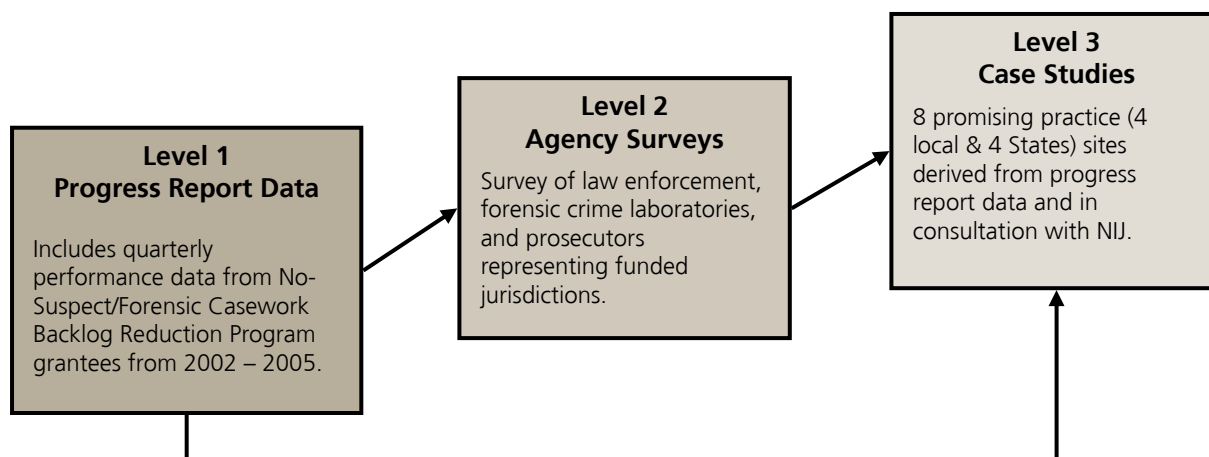 Level 1
Progress Report Data
Includes quarterly
performance data from No-
Suspect/Forensic Casework
Backlog Reduction Program
grantees from 2002 – 2005.
Level 2
Agency Surveys
Survey of law enforcement,
forensic crime laboratories,
and prosecutors
representing funded
jurisdictions.
Level 3
Case Studies
8 promising practice (4
local & 4 States) sites
derived from progress
report data and in
consultation with NIJ.